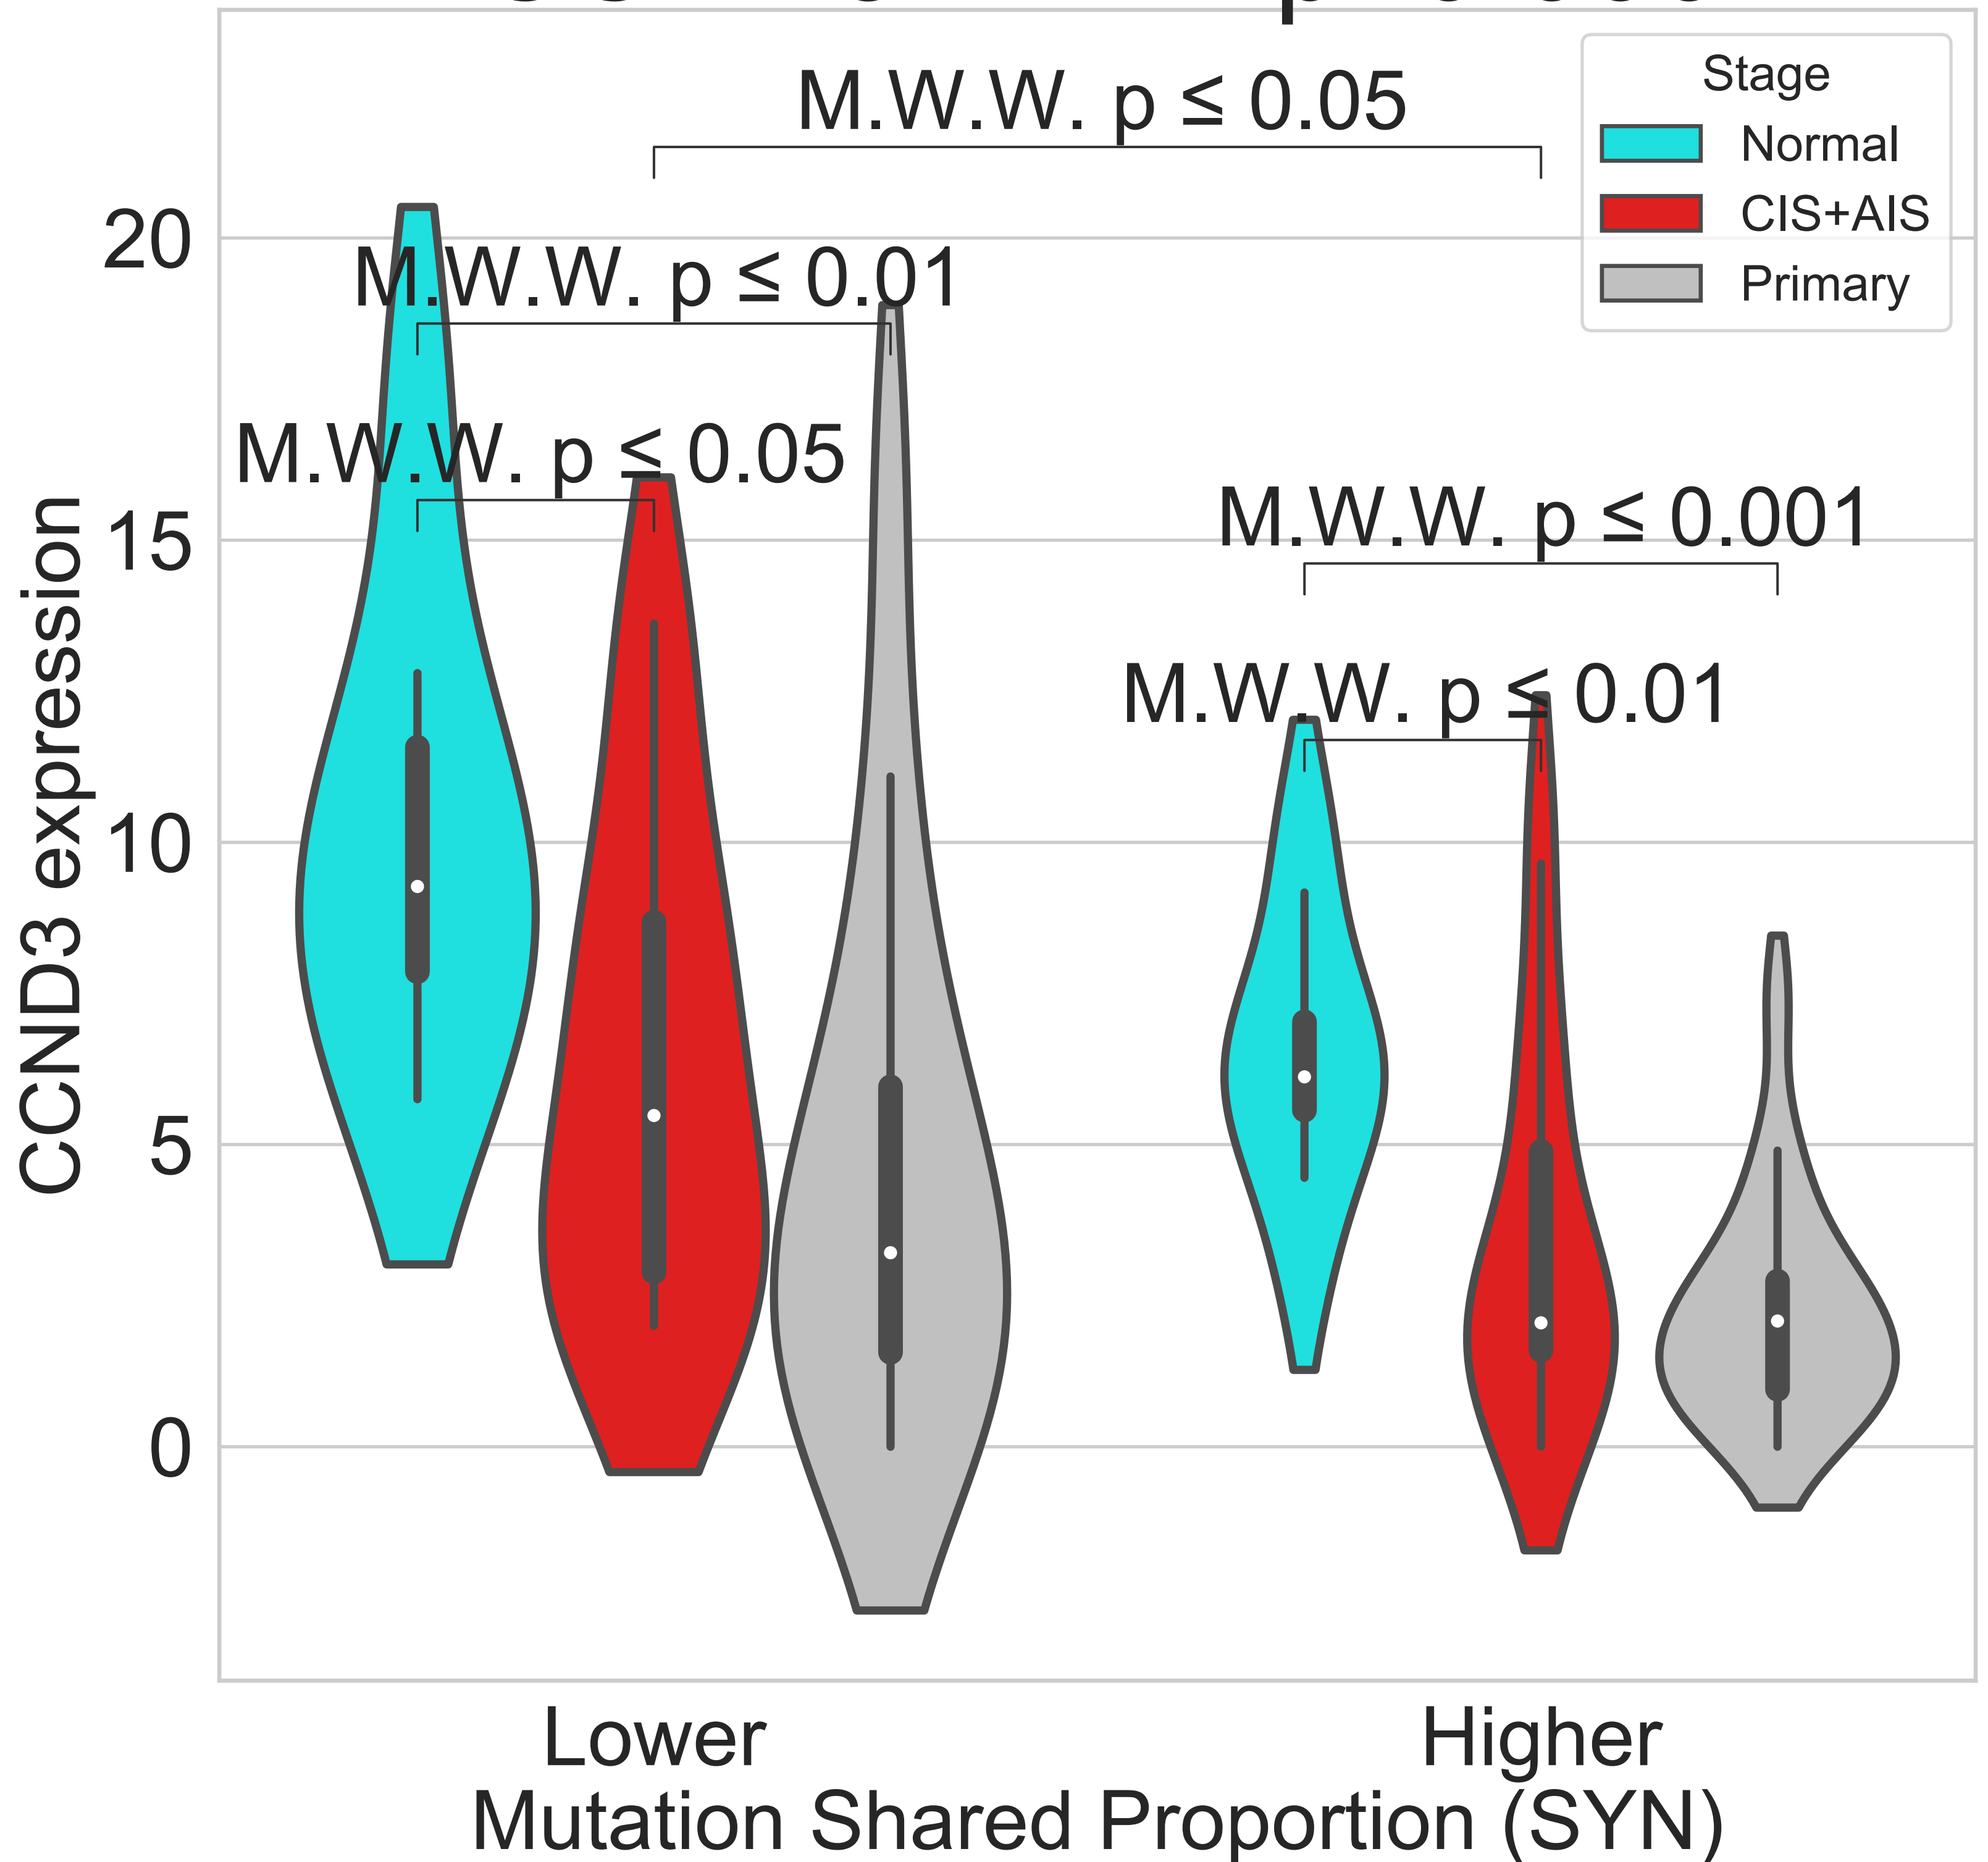 M.W.W. p ≤ 0.05
Stage
Normal
CIS+AIS
Primary
M.W.W. p ≤ 0.01
M.W.W. p ≤ 0.05
M.W.W. p ≤ 0.001
M.W.W. p ≤ 0.01
20
15
10
5
0
CCND3 expression
Lower
Higher
Mutation Shared Proportion (SYN)